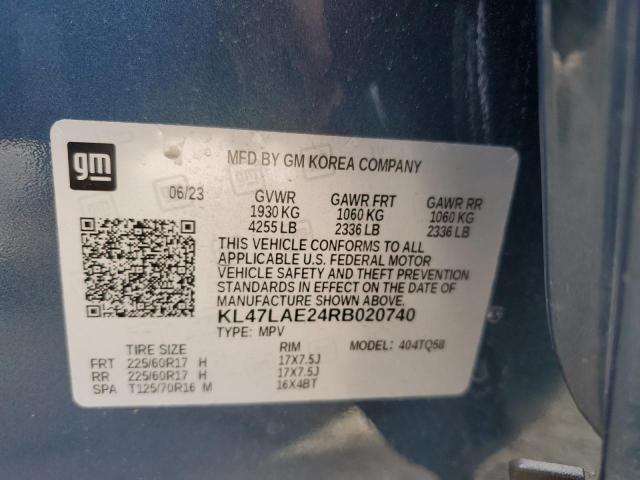 gm
MFD BY GM KOREA COMPANY
06/23 GVWR GAWR FRT GAWR RR
1930 KG 1060 KG 1060 KG
4255 LB 2336 LB 2336 LB
THIS VEHICLE CONFORMS TO ALL
APPLICABLE U.S. FEDERAL MOTOR
VEHICLE SAFETY AND THEFT PREVENTION
STANDARDS IN EFFECT ON THE DATE
OF MANUFACTURE SHOWN ABOVE.
KL47LAE24RB020740
TYPE: MPV MODEL: 404TQ58
TIRE SIZE RIM
FRT 225/60R17 H 17X7.5J
RR 225/60R17 H 17X7.5J
SPA T125/70R16 M 16X4BT